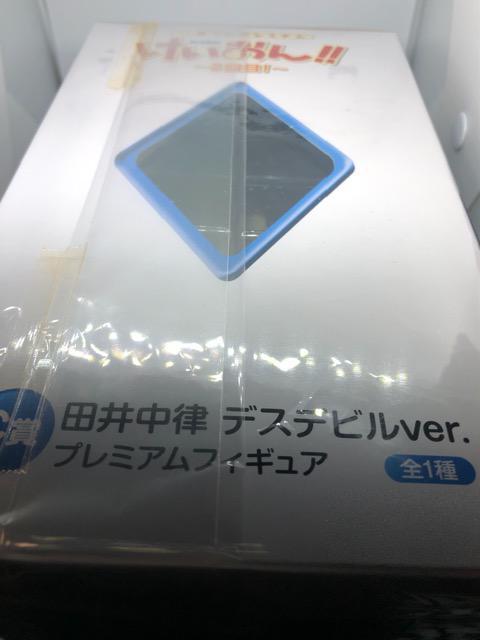 けいおん!!
C賞
田井中律 デスデビルver.
プレミアムフィギュア
全1種